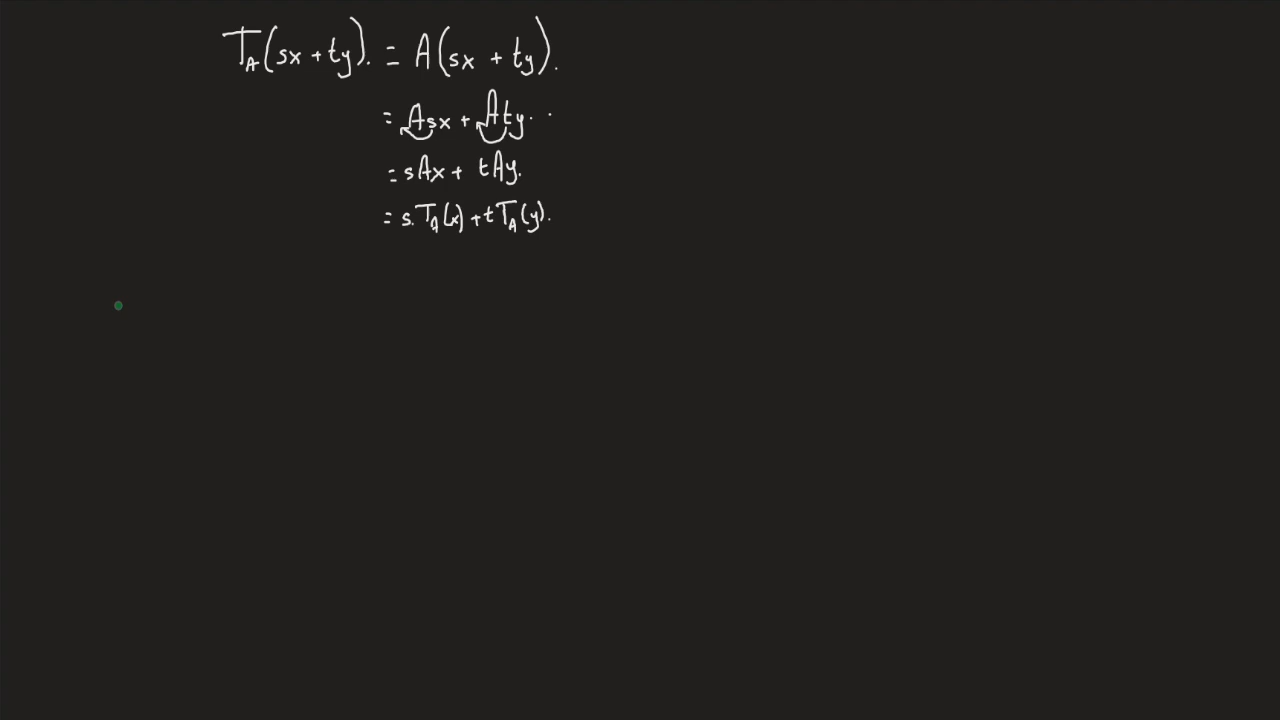 T_A(sx + ty). = A(sx + ty).
= Asx + Aty. .
= sAx + tAy.
= s.T_A(x) + tT_A(y).